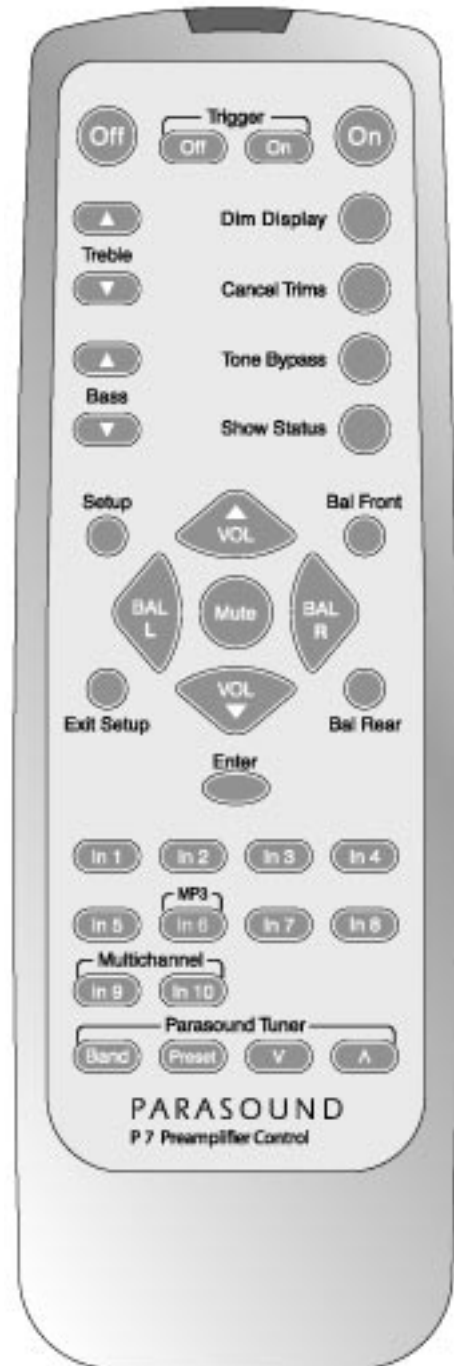 Trigger
Off Off On On
▲ Dim Display
Treble
▼ Cancel Trims
▲ Tone Bypass
Bass
▼ Show Status
Setup ▲ Bal Front
VOL
BAL L Mute BAL R
VOL
Exit Setup ▼ Bal Rear
Enter
In 1 In 2 In 3 In 4
MP3
In 5 In 6 In 7 In 8
Multichannel
In 9 In 10
Parasound Tuner
Band Preset V Λ
PARASOUND
P 7 Preamplifier Control